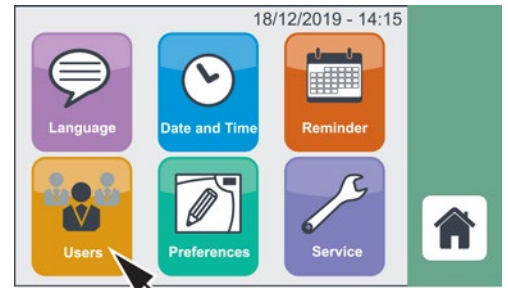 18/12/2019 - 14:15
Language
Date and Time
Reminder
Users
Preferences
Service